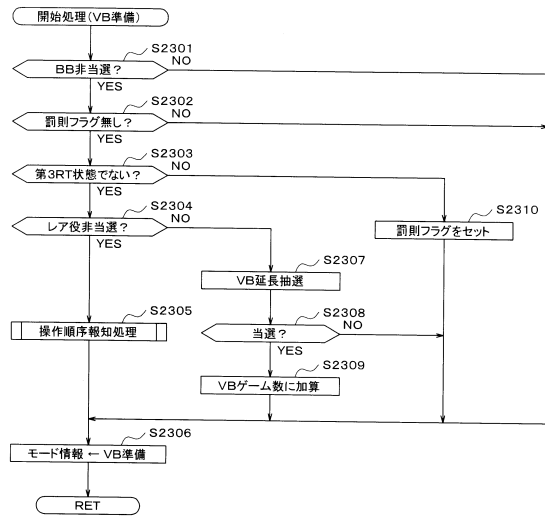 開始処理(VB準備)
S2301
BB非当選?
NO
YES
S2302
罰則フラグ無し?
NO
YES
S2303
第3RT状態でない?
NO
YES
S2304
レア役非当選?
NO
YES
S2310
罰則フラグをセット
S2307
VB延長抽選
S2305
操作順序報知処理
S2308
当選?
NO
YES
S2309
VBゲーム数に加算
S2306
モード情報 ← VB準備
RET